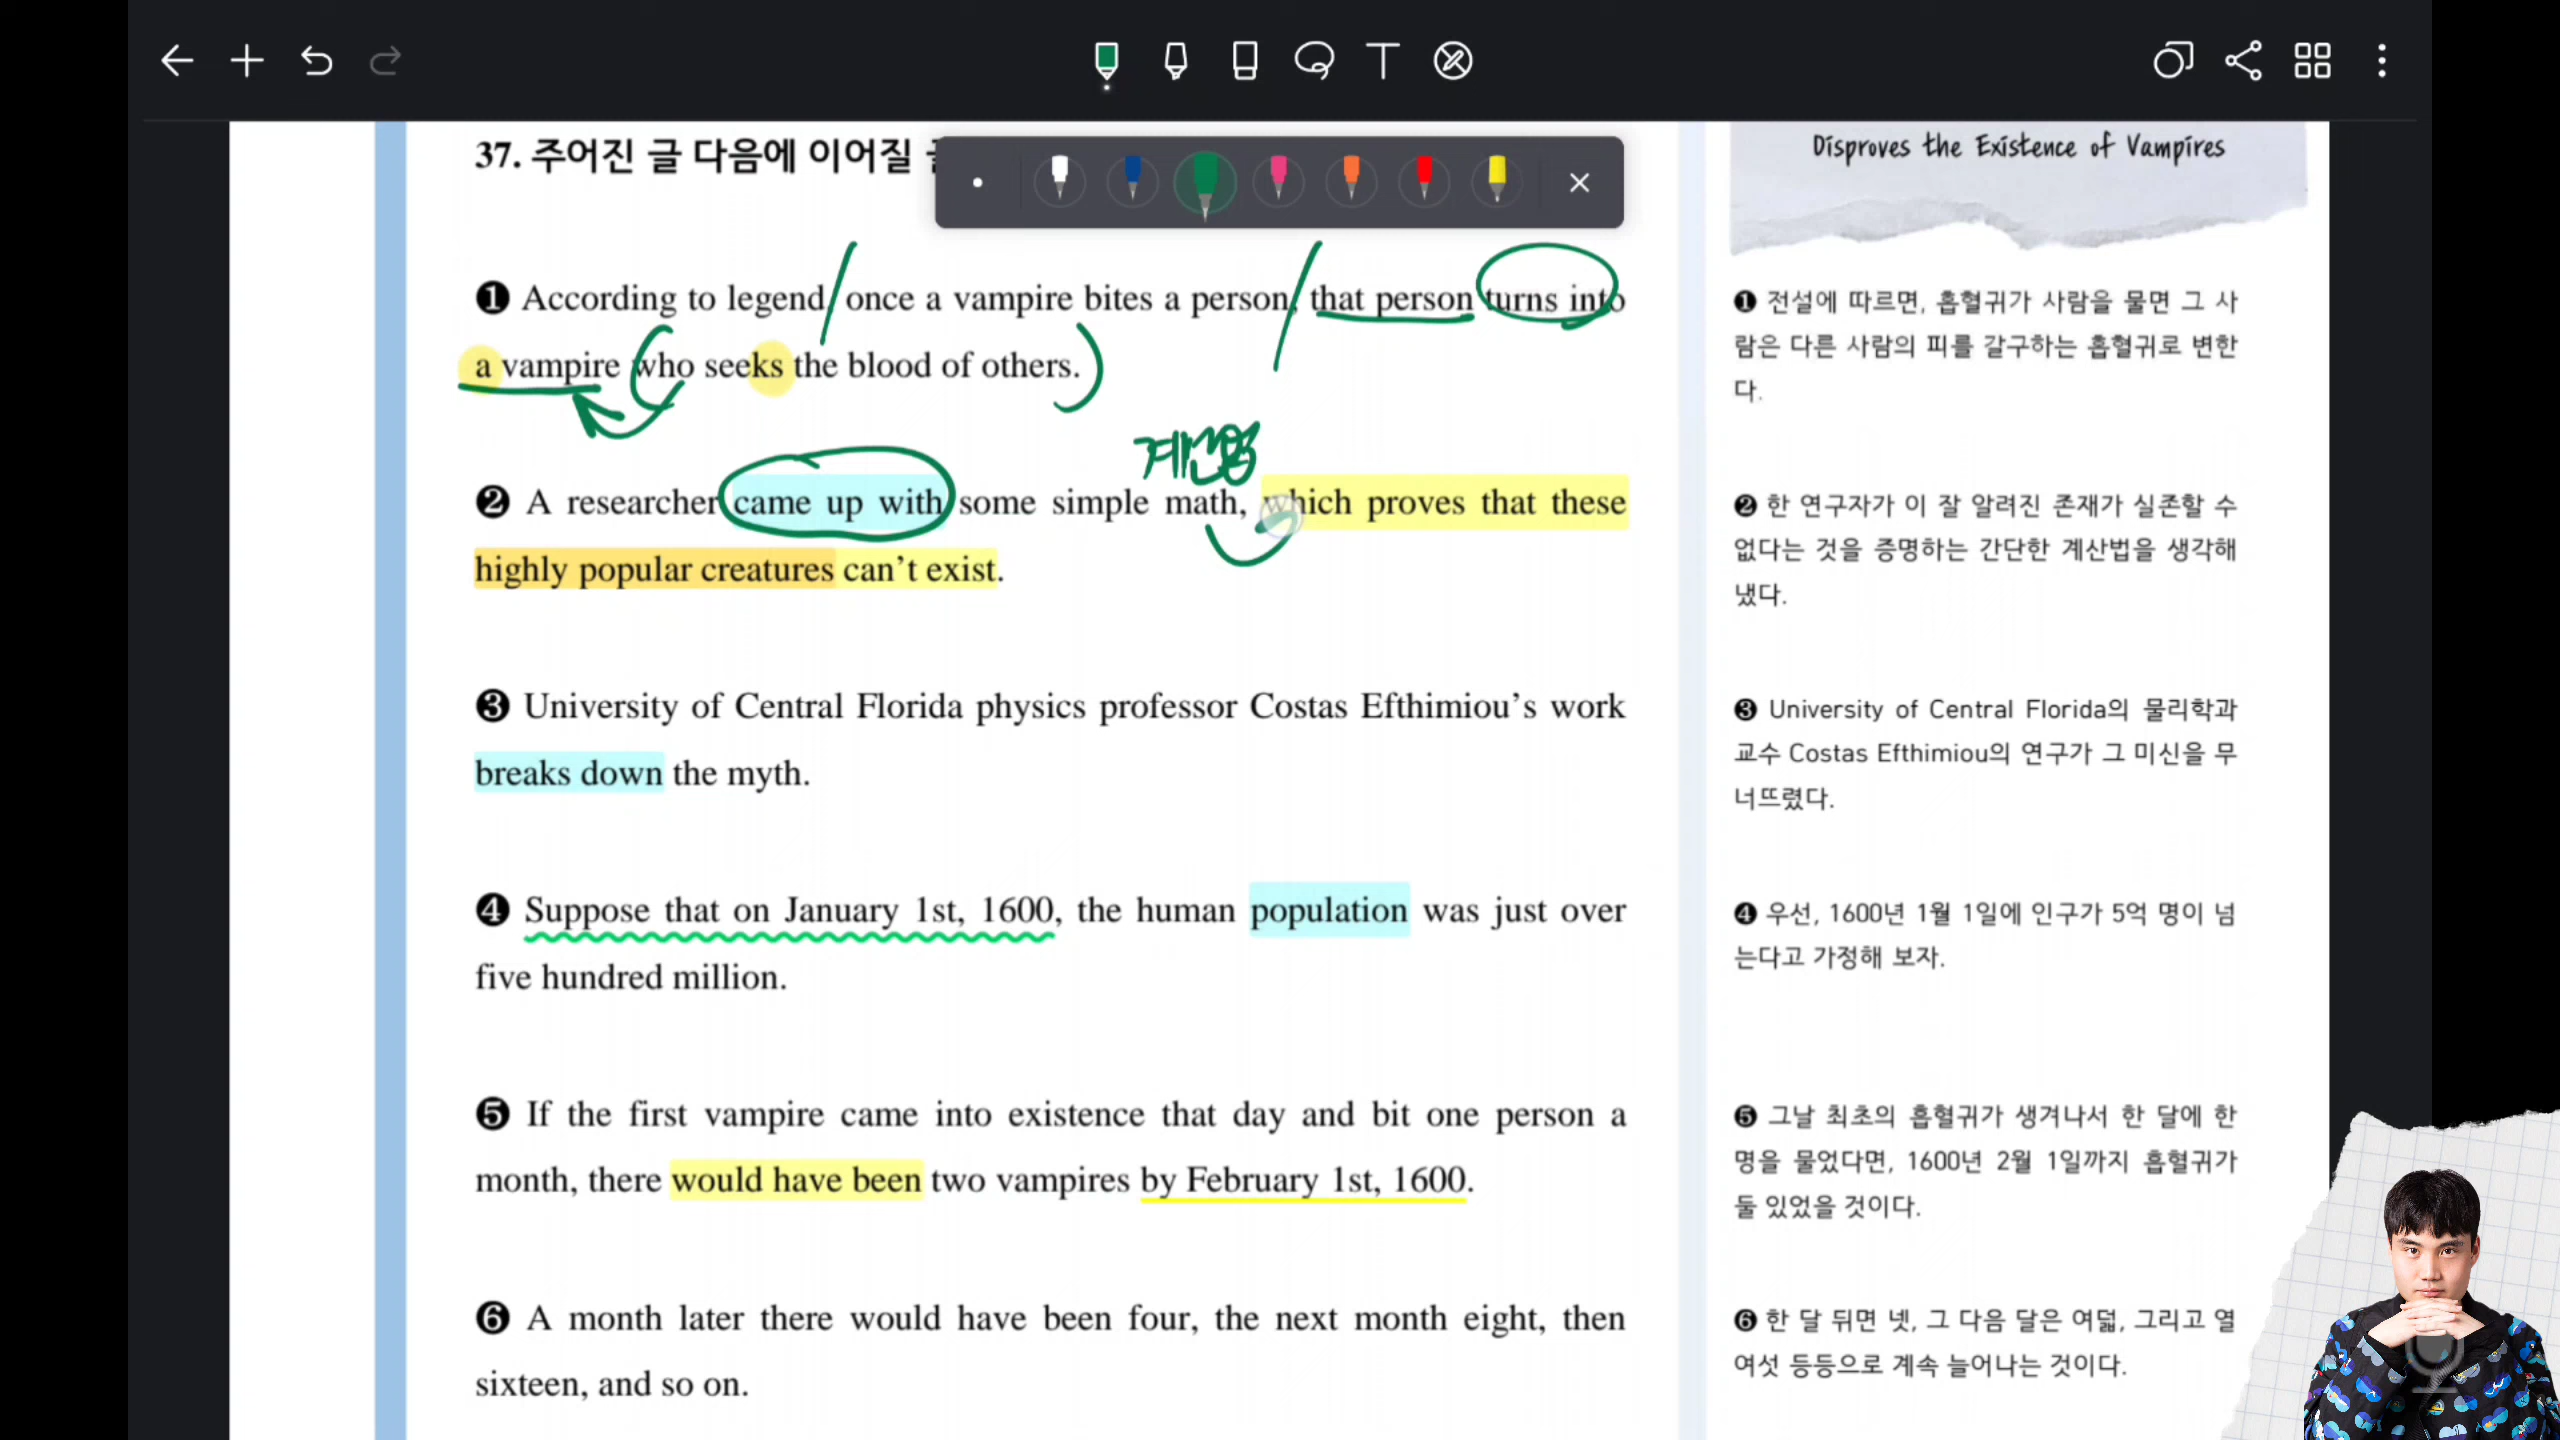 37. 주어진 글 다음에 이어질
Disproves the Existence of Vampires
❶ According to legend, once a vampire bites a person, that person turns into
a vampire who seeks the blood of others.
계산법
❷ A researcher came up with some simple math, which proves that these
highly popular creatures can't exist.
❸ University of Central Florida physics professor Costas Efthimiou's work
breaks down the myth.
❹ Suppose that on January 1st, 1600, the human population was just over
five hundred million.
❺ If the first vampire came into existence that day and bit one person a
month, there would have been two vampires by February 1st, 1600.
❻ A month later there would have been four, the next month eight, then
sixteen, and so on.
❶ 전설에 따르면, 흡혈귀가 사람을 물면 그 사
람은 다른 사람의 피를 갈구하는 흡혈귀로 변한
다.
❷ 한 연구자가 이 잘 알려진 존재가 실존할 수
없다는 것을 증명하는 간단한 계산법을 생각해
냈다.
❸ University of Central Florida의 물리학과
교수 Costas Efthimiou의 연구가 그 미신을 무
너뜨렸다.
❹ 우선, 1600년 1월 1일에 인구가 5억 명이 넘
는다고 가정해 보자.
❺ 그날 최초의 흡혈귀가 생겨나서 한 달에 한
명을 물었다면, 1600년 2월 1일까지 흡혈귀가
둘 있었을 것이다.
❻ 한 달 뒤면 넷, 그 다음 달은 여덟, 그리고 열
여섯 등등으로 계속 늘어나는 것이다.